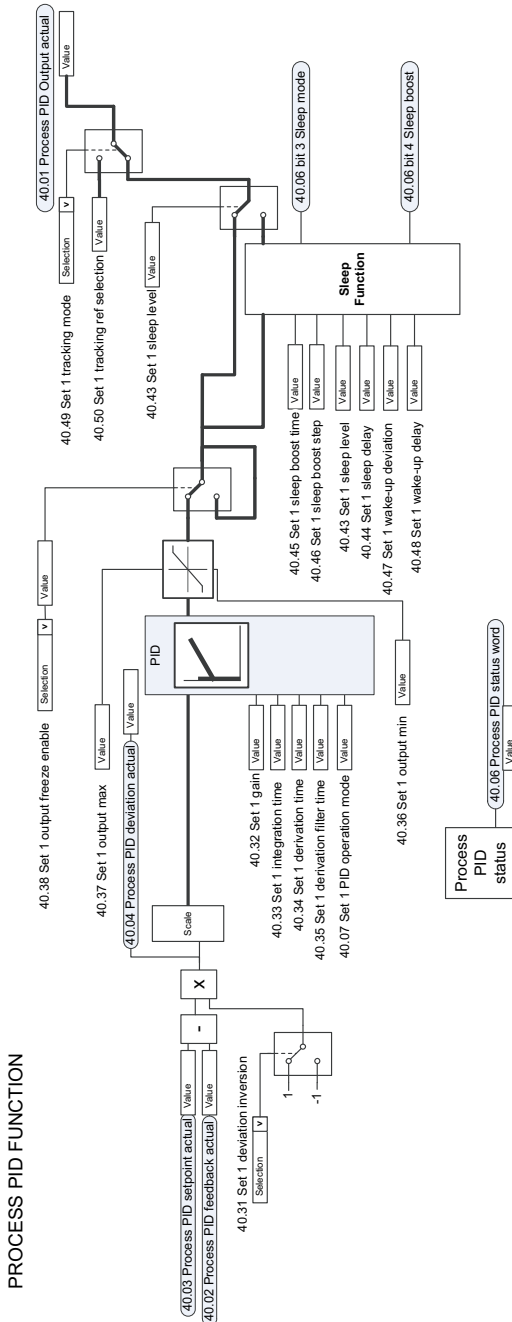 PROCESS PID FUNCTION
40.03 Process PID setpoint actual Value
40.02 Process PID feedback actual Value
-
X
40.31 Set 1 deviation inversion
Selection v
1
-1
Scale
40.04 Process PID deviation actual Value
40.38 Set 1 output freeze enable
Selection v
Value
40.37 Set 1 output max Value
PID
40.32 Set 1 gain Value
40.33 Set 1 integration time Value
40.34 Set 1 derivation time Value
40.35 Set 1 derivation filter time Value
40.07 Set 1 PID operation mode Value
40.36 Set 1 output min Value
Process
PID
status
40.06 Process PID status word
Value
40.49 Set 1 tracking mode Selection v
40.50 Set 1 tracking ref selection Value
40.43 Set 1 sleep level Value
40.01 Process PID Output actual
Value
40.45 Set 1 sleep boost time Value
40.46 Set 1 sleep boost step Value
40.43 Set 1 sleep level Value
40.44 Set 1 sleep delay Value
40.47 Set 1 wake-up deviation Value
40.48 Set 1 wake-up delay Value
Sleep
Function
40.06 bit 3 Sleep mode
40.06 bit 4 Sleep boost